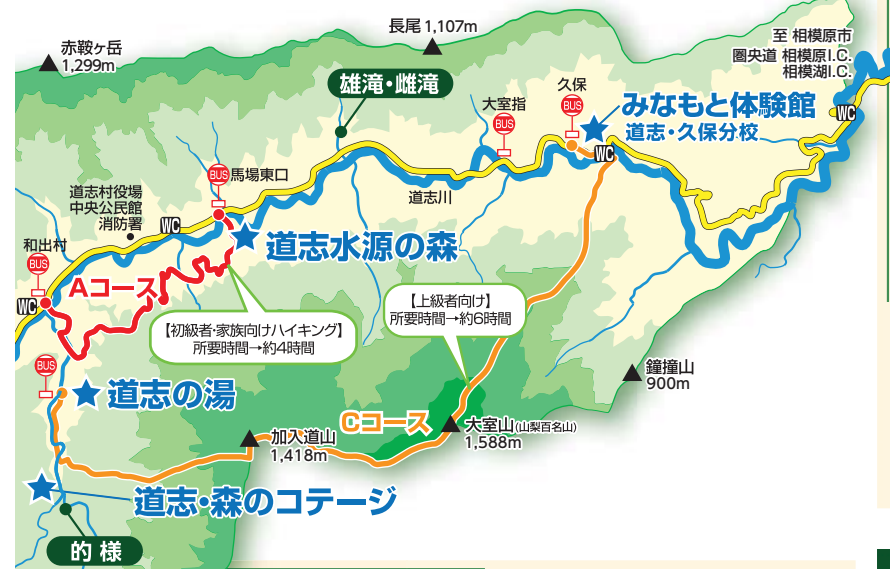 長尾 1,107m
赤鞍ヶ岳
1,299m
至 相模原市
圏央道 相模原I.C.
相模湖I.C.
雄滝・雌滝
大室指
BUS
久保
BUS
みなもと体験館
道志・久保分校
WC
WC
BUS
馬場東口
道志川
道志村役場
中央公民館
消防署
WC
和出村
BUS
道志水源の森
Aコース
WC
【初級者・家族向けハイキング】
所要時間→約4時間
【上級者向け】
所要時間→約6時間
BUS
道志の湯
鐘撞山
900m
Cコース
大室山(山梨百名山)
1,588m
加入道山
1,418m
道志・森のコテージ
的様